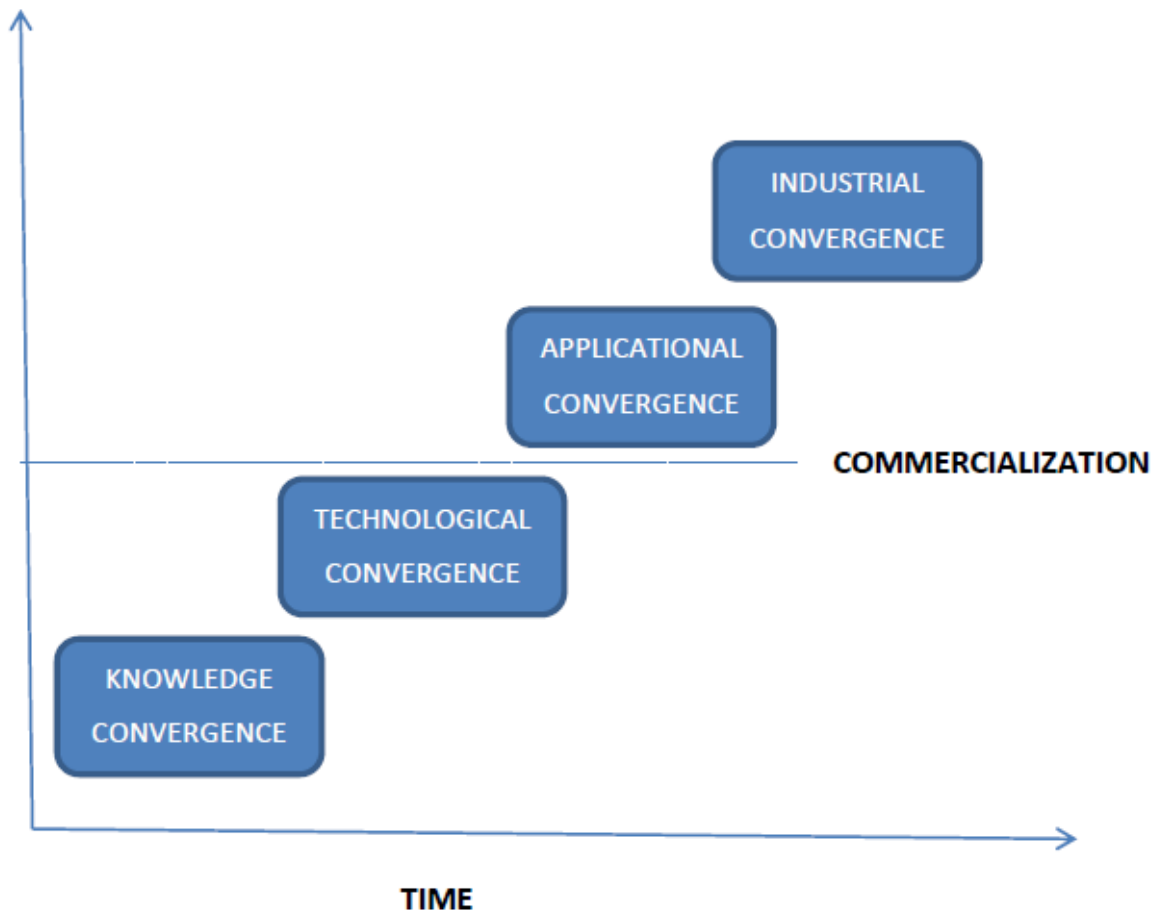 INDUSTRIAL
CONVERGENCE
APPLICATIONAL
CONVERGENCE
COMMERCIALIZATION
TECHNOLOGICAL
CONVERGENCE
KNOWLEDGE
CONVERGENCE
TIME